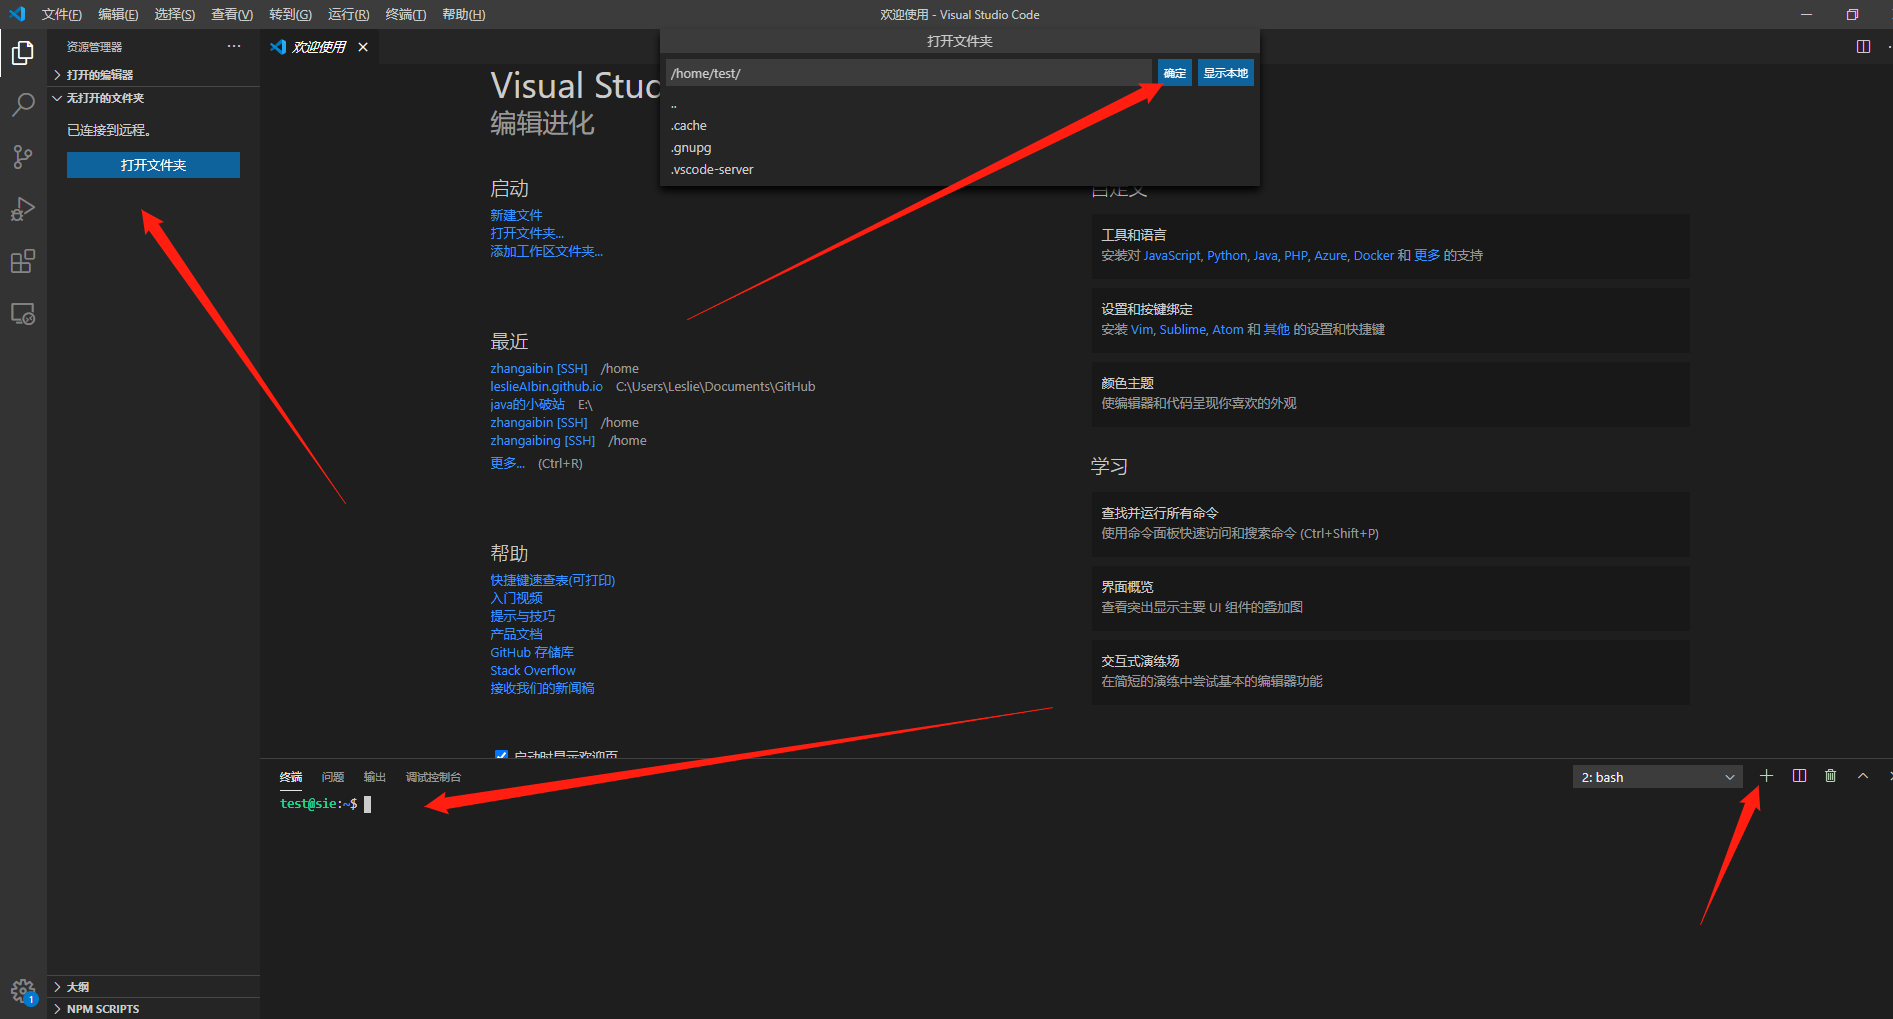 文件(F) 编辑(E) 选择(S) 查看(V) 转到(G) 运行(R) 终端(T) 帮助(H)
欢迎使用 - Visual Studio Code
资源管理器
打开的编辑器
无打开的文件夹
已连接到远程。
打开文件夹
大纲
NPM SCRIPTS
1
欢迎使用
打开文件夹
/home/test/
确定
显示本地
..
.cache
.gnupg
.vscode-server
Visual Stud
编辑进化
启动
新建文件
打开文件夹...
添加工作区文件夹...
最近
zhangaibin [SSH] /home
leslieAIbin.github.io C:\Users\Leslie\Documents\GitHub
java的小破站 E:\
zhangaibin [SSH] /home
zhangaibing [SSH] /home
更多... (Ctrl+R)
帮助
快捷键速查表(可打印)
入门视频
提示与技巧
产品文档
GitHub 存储库
Stack Overflow
接收我们的新闻稿
启动时显示欢迎页
自定义
工具和语言
安装对 JavaScript, Python, Java, PHP, Azure, Docker 和 更多 的支持
设置和按键绑定
安装 Vim, Sublime, Atom 和 其他 的设置和快捷键
颜色主题
使编辑器和代码呈现你喜欢的外观
学习
查找并运行所有命令
使用命令面板快速访问和搜索命令 (Ctrl+Shift+P)
界面概览
查看突出显示主要 UI 组件的叠加图
交互式演练场
在简短的演练中尝试基本的编辑器功能
终端 问题 输出 调试控制台
2: bash
test@sie:~$